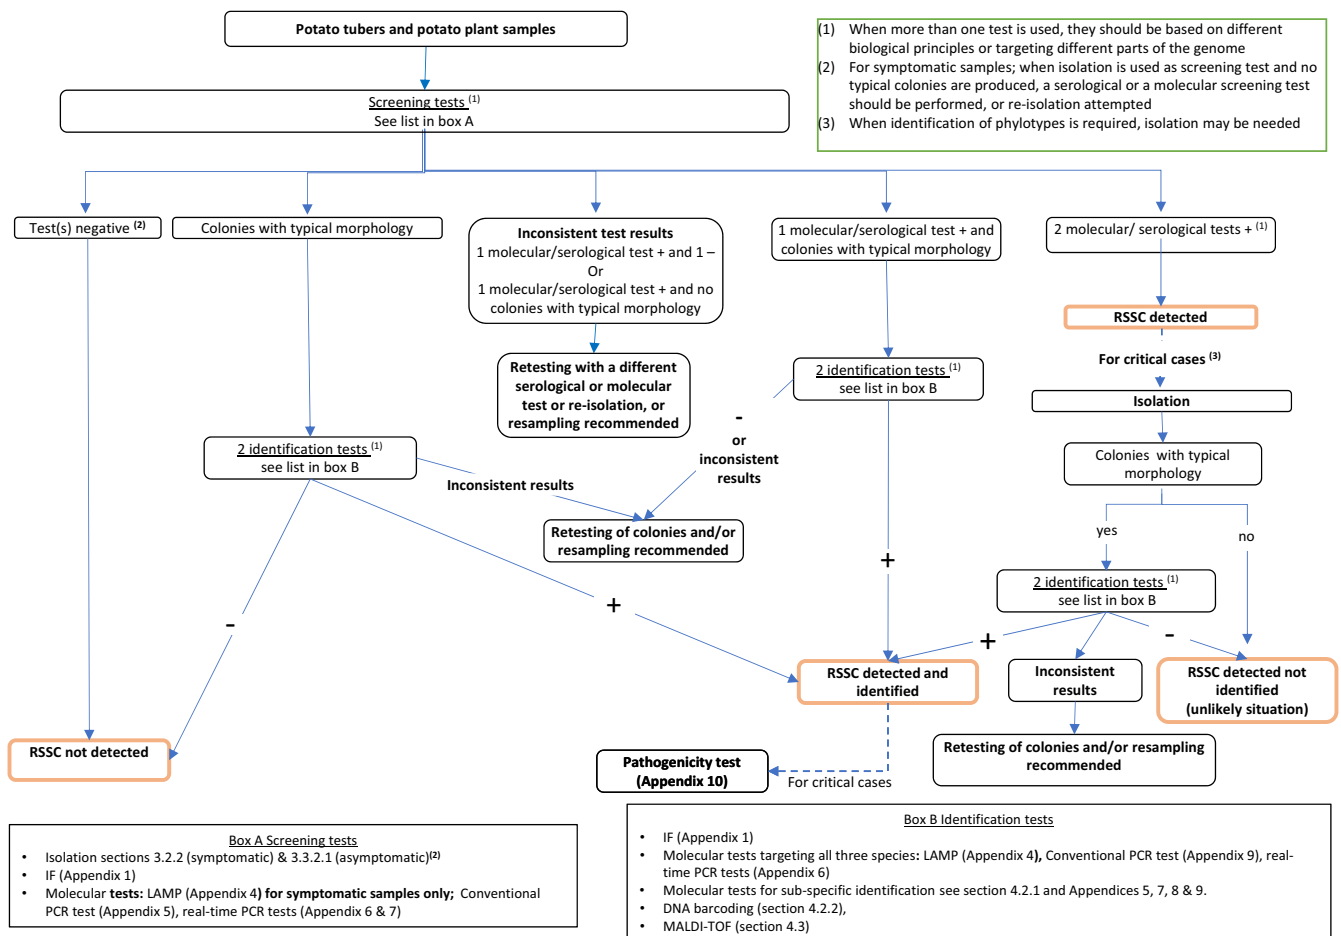 Potato tubers and potato plant samples
(1) When more than one test is used, they should be based on different
biological principles or targeting different parts of the genome
(2) For symptomatic samples; when isolation is used as screening test and no
typical colonies are produced, a serological or a molecular screening test
should be performed, or re-isolation attempted
(3) When identification of phylotypes is required, isolation may be needed
Screening tests (1)
See list in box A
Test(s) negative (2)
Colonies with typical morphology
Inconsistent test results
1 molecular/serological test + and 1 –
Or
1 molecular/serological test + and no
colonies with typical morphology
1 molecular/serological test + and
colonies with typical morphology
2 molecular/ serological tests + (1)
RSSC detected
For critical cases (3)
Isolation
Retesting with a different
serological or molecular
test or re-isolation, or
resampling recommended
2 identification tests (1)
see list in box B
-
or
inconsistent
results
2 identification tests (1)
see list in box B
Inconsistent results
Colonies with typical
morphology
Retesting of colonies and/or
resampling recommended
yes
no
+
2 identification tests (1)
see list in box B
+
-
+
-
RSSC detected and
identified
Inconsistent
results
RSSC detected not
identified
(unlikely situation)
RSSC not detected
Retesting of colonies and/or resampling
recommended
Pathogenicity test
(Appendix 10)
For critical cases
Box A Screening tests
• Isolation sections 3.2.2 (symptomatic) & 3.3.2.1 (asymptomatic)(2)
• IF (Appendix 1)
• Molecular tests: LAMP (Appendix 4) for symptomatic samples only; Conventional
PCR test (Appendix 5), real-time PCR tests (Appendix 6 & 7)
Box B Identification tests
• IF (Appendix 1)
• Molecular tests targeting all three species: LAMP (Appendix 4), Conventional PCR test (Appendix 9), real-
time PCR tests (Appendix 6)
• Molecular tests for sub-specific identification see section 4.2.1 and Appendices 5, 7, 8 & 9.
• DNA barcoding (section 4.2.2),
• MALDI-TOF (section 4.3)